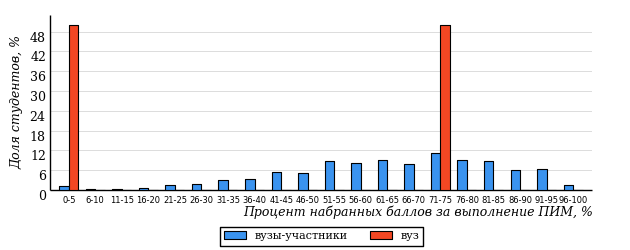 Доля студентов, %
48
42
36
30
24
18
12
6
0
0-5 6-10 11-15 16-20 21-25 26-30 31-35 36-40 41-45 46-50 51-55 56-60 61-65 66-70 71-75 76-80 81-85 86-90 91-95 96-100
Процент набранных баллов за выполнение ПИМ, %
вузы-участники вуз